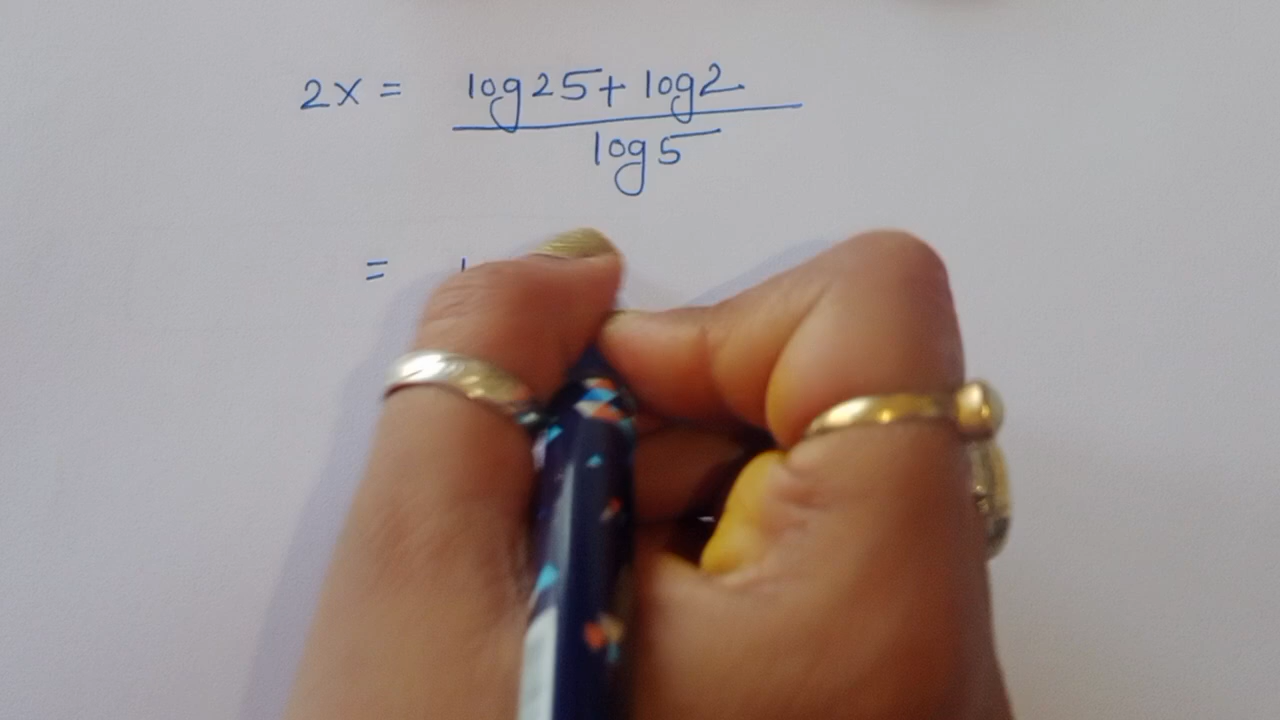 2x = log25 + log2
log5
=